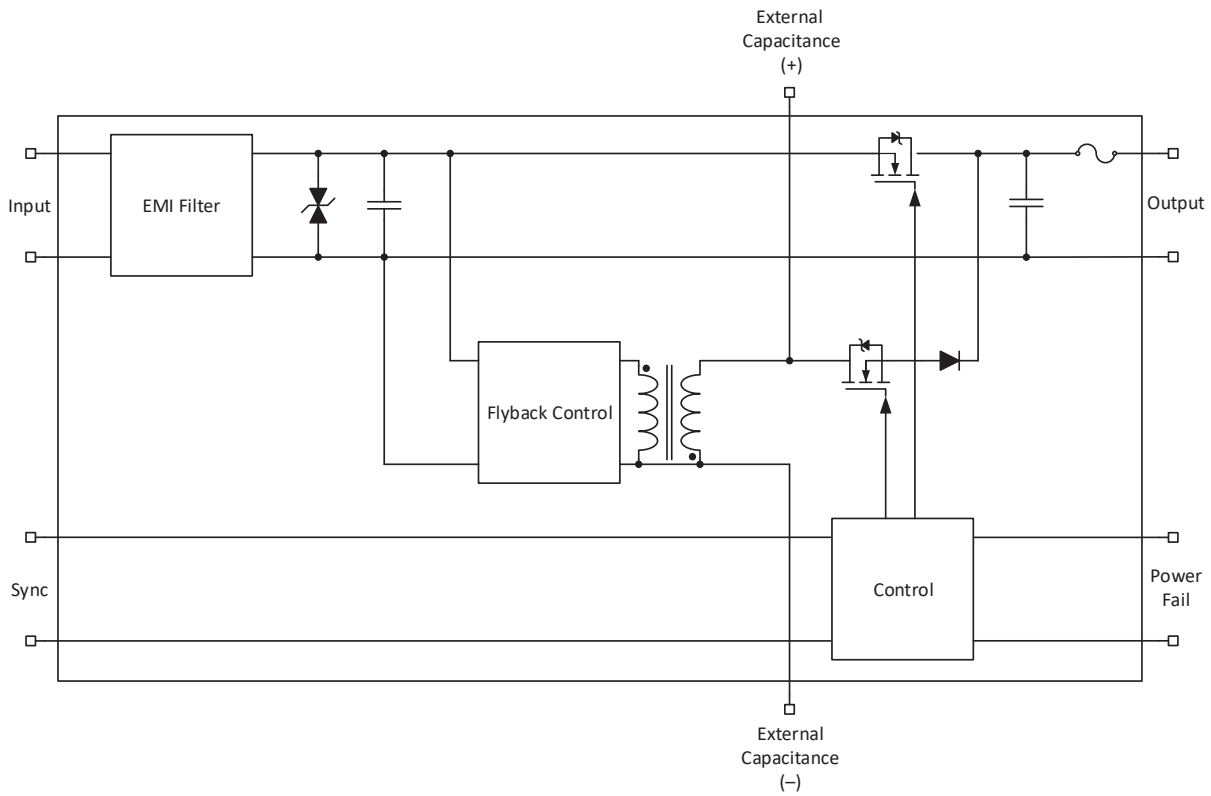 External
Capacitance
(+)
Input
EMI Filter
Output
Flyback Control
Sync
Control
Power
Fail
External
Capacitance
(–)